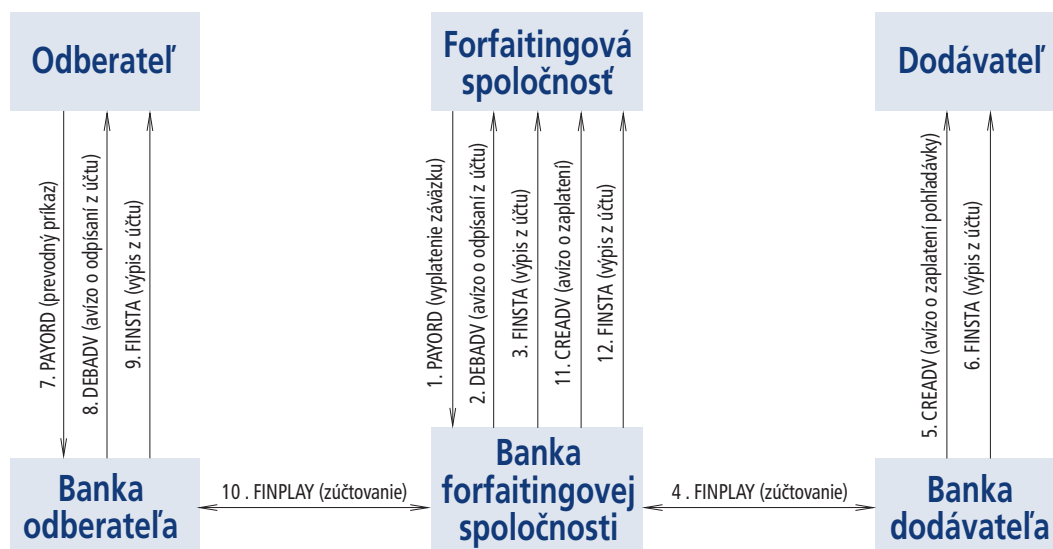 Odberateľ
Forfaitingová
spoločnosť
Dodávateľ
7. PAYORD (prevodný príkaz)
8. DEBADV (avízo o odpísaní z účtu)
9. FINSTA (výpis z účtu)
1. PAYORD (vyplatenie záväzku)
2. DEBADV (avízo o odpísaní z účtu)
3. FINSTA (výpis z účtu)
11. CREADV (avízo o zaplatení)
12. FINSTA (výpis z účtu)
5. CREADV (avízo o zaplatení pohľadávky)
6. FINSTA (výpis z účtu)
Banka
odberateľa
10 . FINPLAY (zúčtovanie)
Banka
forfaitingovej
spoločnosti
4 . FINPLAY (zúčtovanie)
Banka
dodávateľa